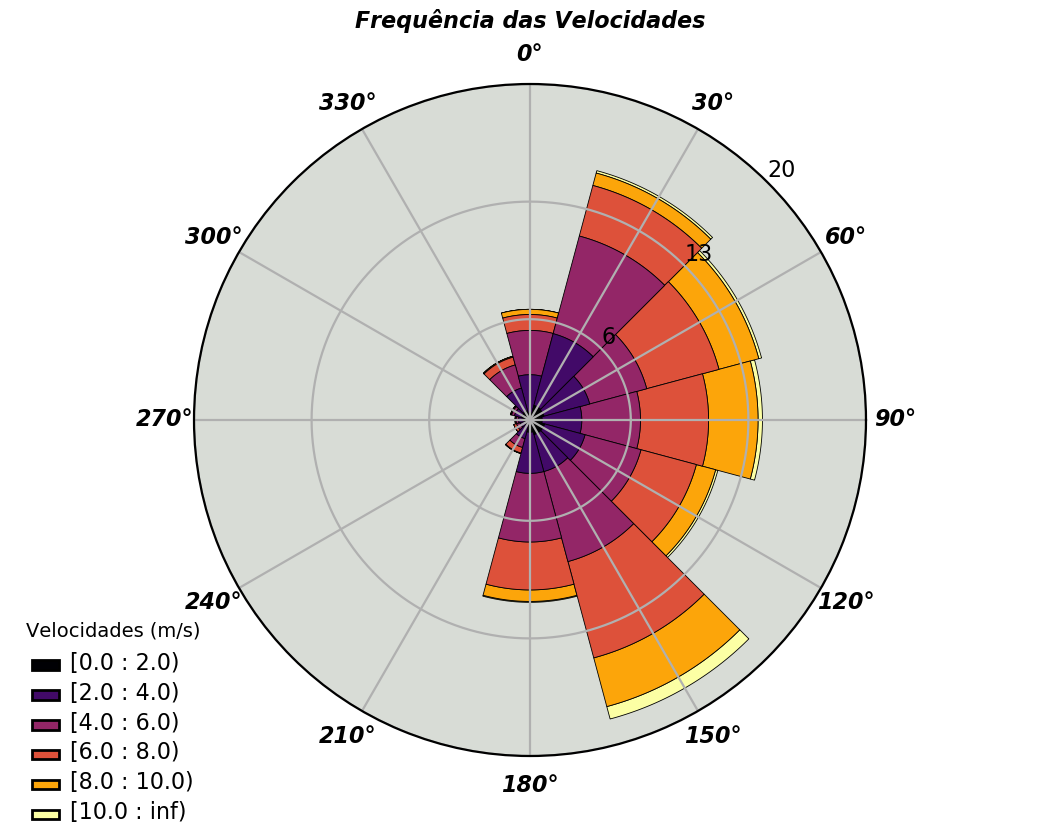 Frequência das Velocidades
0°
330°
30°
20
300°
60°
13
6
270°
90°
240°
120°
210°
150°
180°
Velocidades (m/s)
[0.0 : 2.0)
[2.0 : 4.0)
[4.0 : 6.0)
[6.0 : 8.0)
[8.0 : 10.0)
[10.0 : inf)